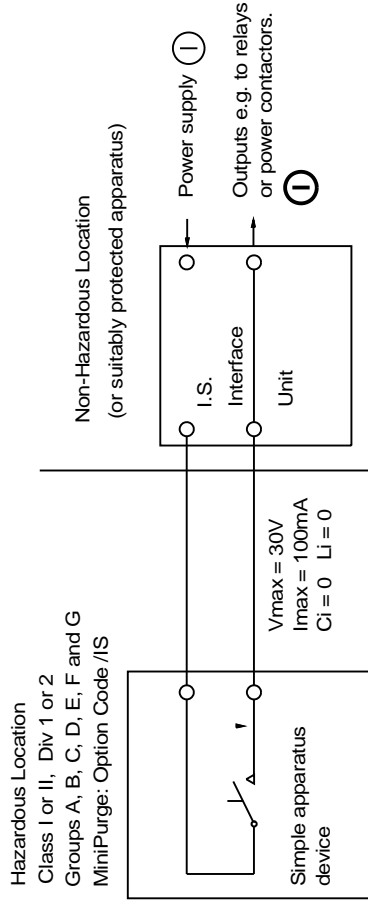 Hazardous Location
Class I or II, Div 1 or 2
Groups A, B, C, D, E, F and G
MiniPurge: Option Code /IS
Simple apparatus
device
Vmax = 30V
Imax = 100mA
Ci = 0 Li = 0
Non-Hazardous Location
(or suitably protected apparatus)
I.S.
Interface
Unit
Power supply I
Outputs e.g. to relays
or power contactors.
I